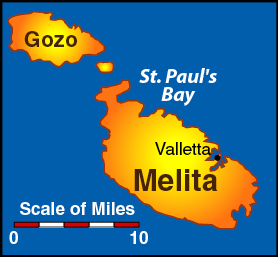 Gozo
St. Paul's
Bay
Valletta
Melita
Scale of Miles
0 10